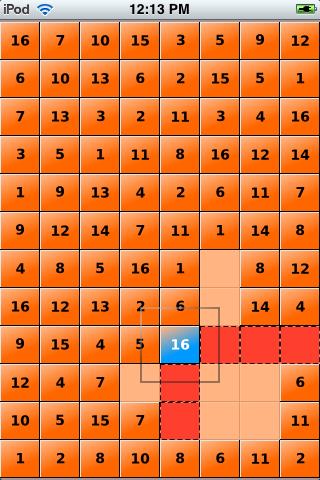 iPod 12:13 PM
16 7 10 15 3 5 9 12
6 10 13 6 2 15 5 1
7 13 3 2 11 3 4 16
3 5 1 11 8 16 12 14
1 9 13 4 2 6 11 7
9 12 14 7 11 1 14 8
4 8 5 16 1 8 12
16 12 13 2 6 14 4
9 15 4 5 16
12 4 7 6
10 5 15 7 11
1 2 8 10 8 6 11 2